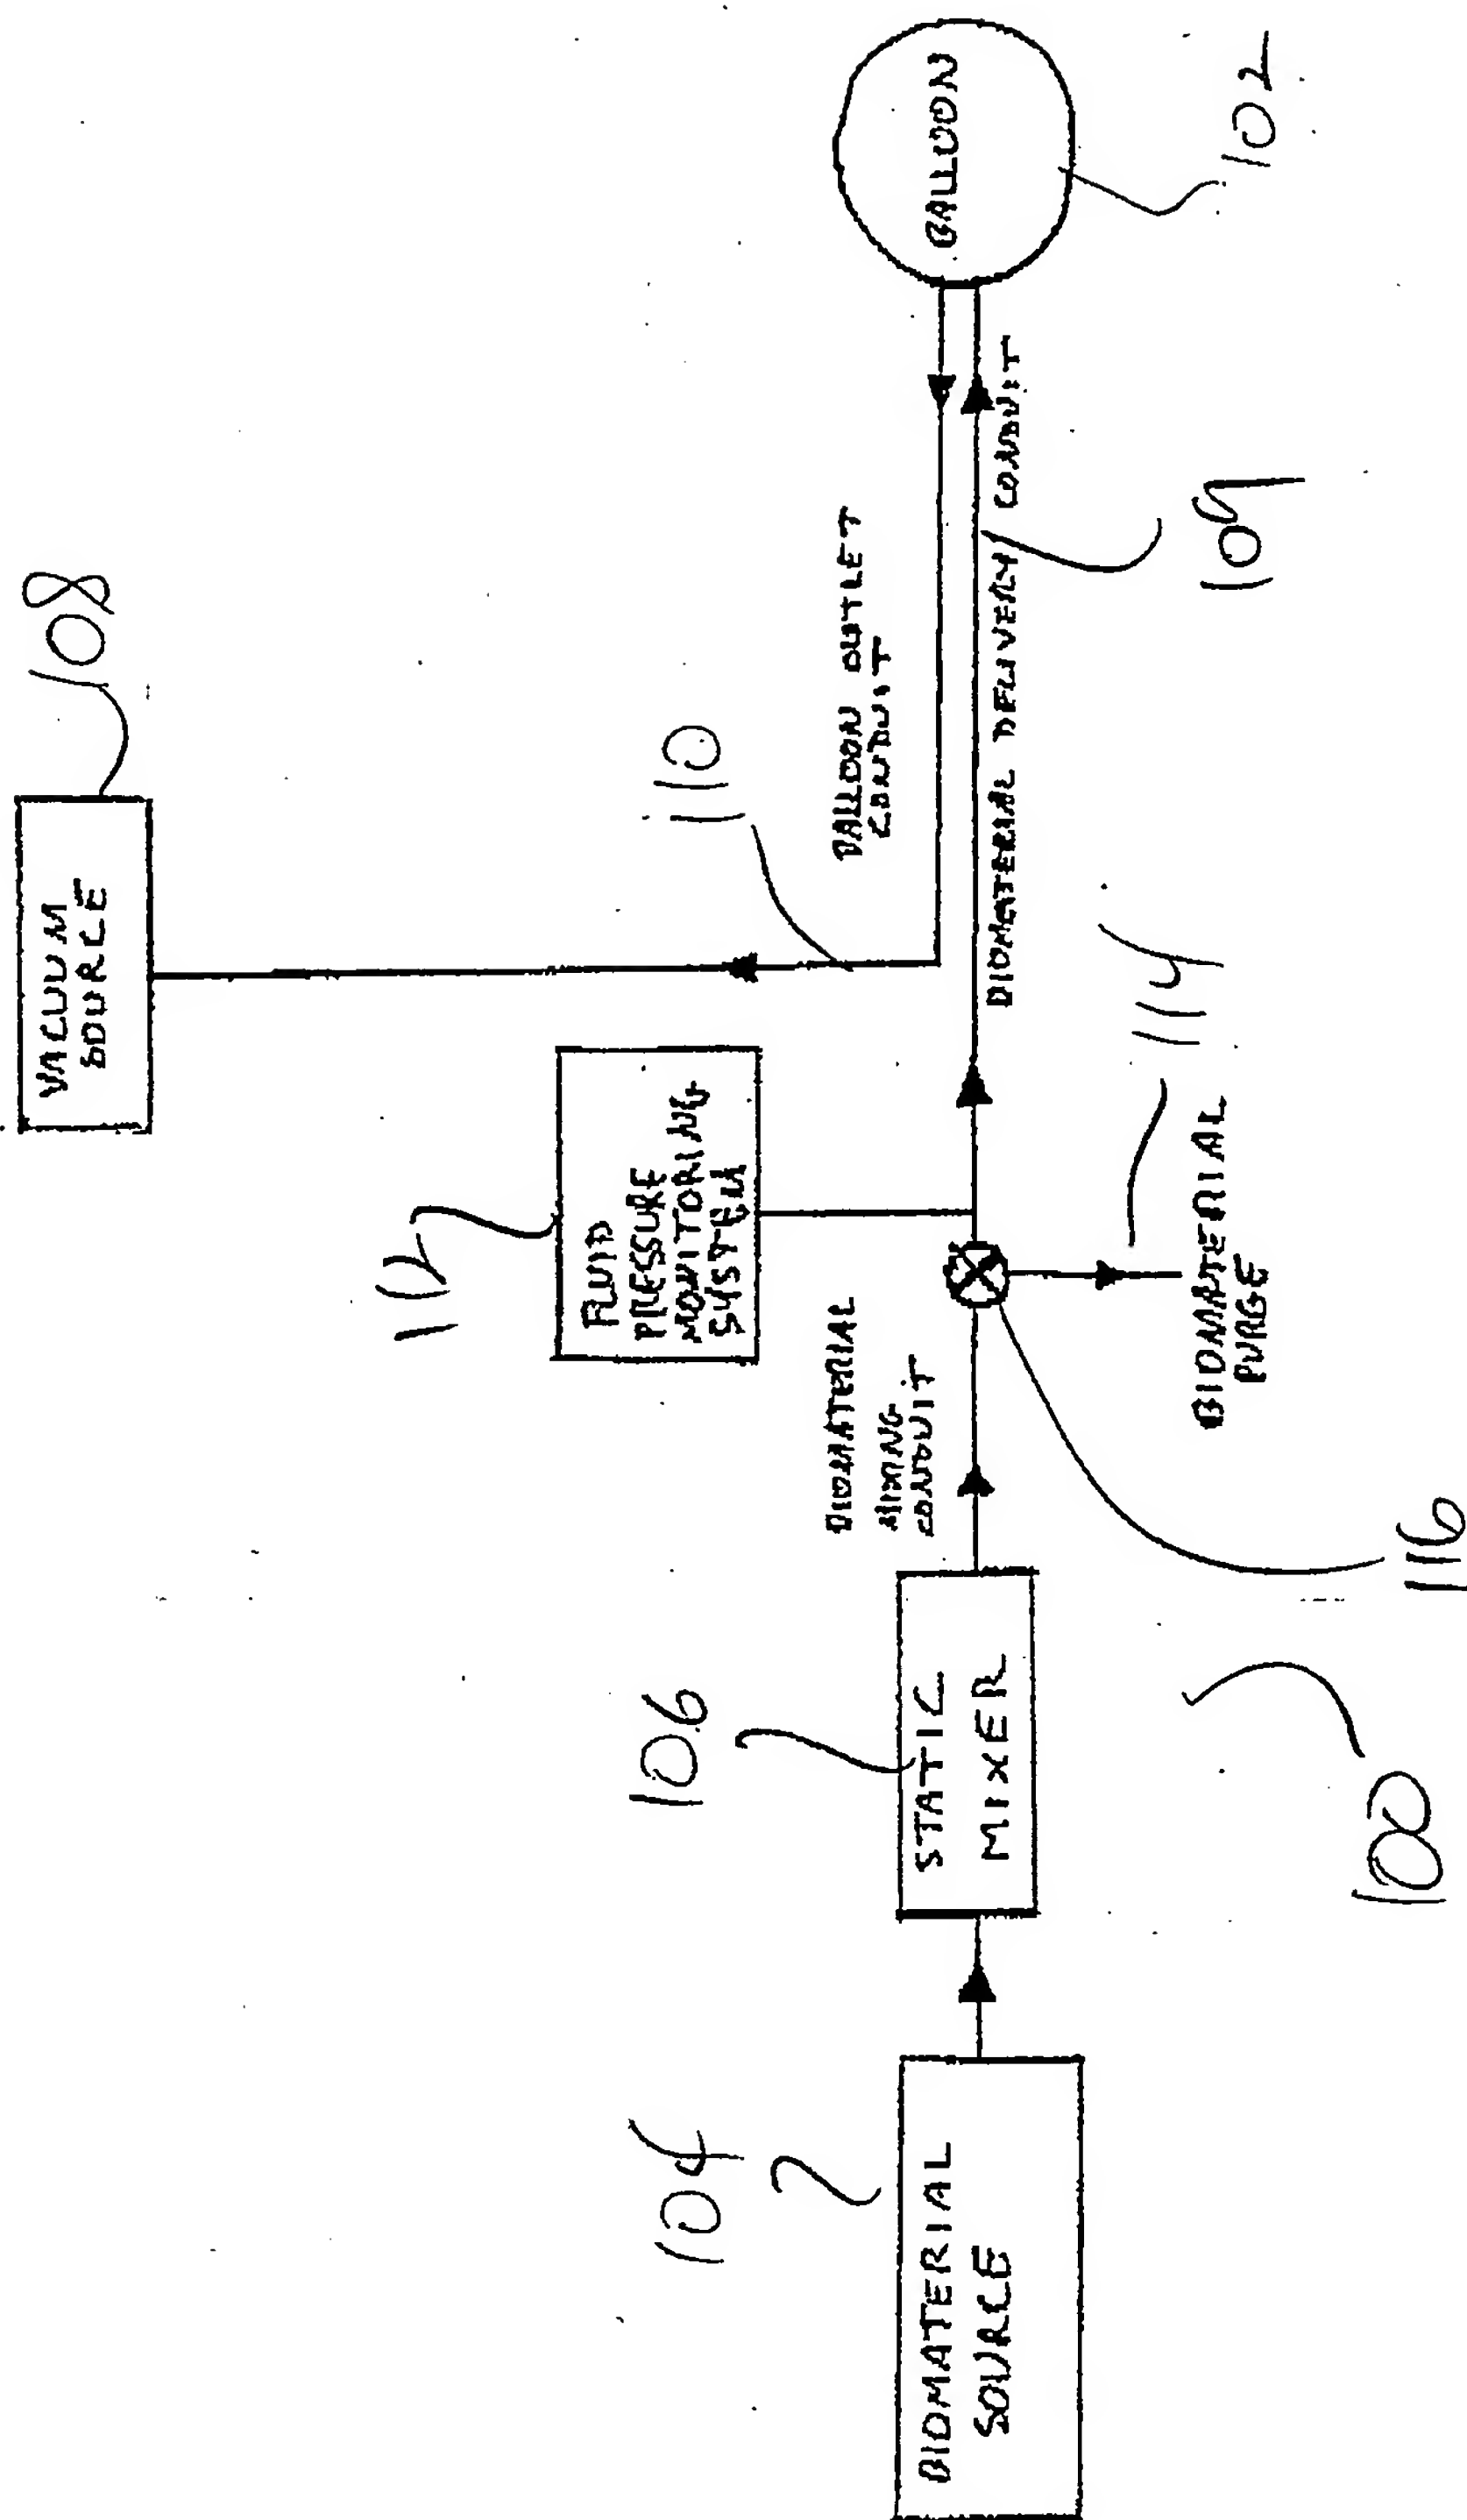 108
VACUUM
SOURCE
112
FLUID
PRESSURE
MONITORING
SYSTEM
110
BALLOON OUTLET
CONDUIT
BALLOON
102
BIOMATERIAL DELIVERY CONDUIT
109
104
BIOMATERIAL
SOURCE
106
STATIC
MIXER
BIOMATERIAL
MIXING
CONDUIT
114
BIOMATERIAL
PURGE
116
100